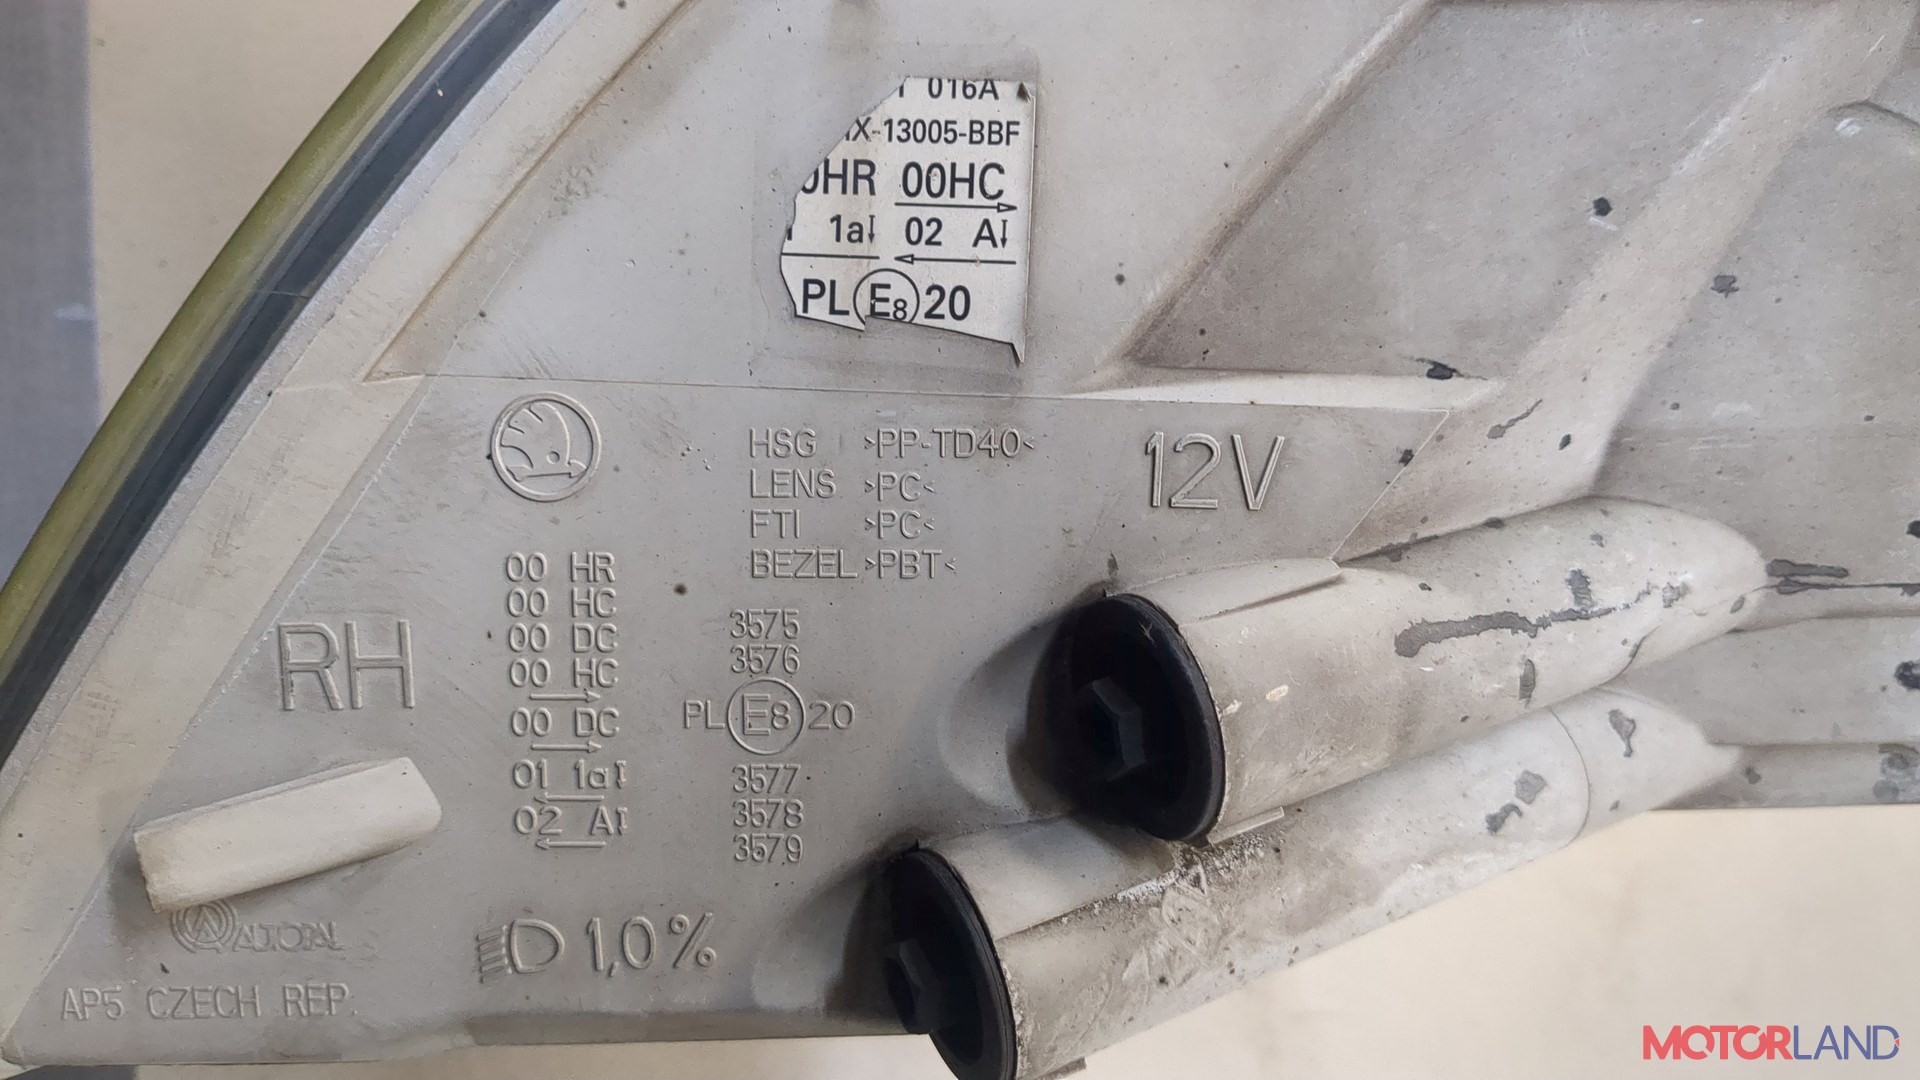 016A
-13005-BBF
HR 00HC
1a 02 A
PL E8 20
HSG >PP-TD40<
LENS >PC<
FTI >PC<
BEZEL >PBT<
12V
00 HR
00 HC
00 DC
00 HC
00 DC
01 1a
02 A
3575
3576
PL E8 20
3577
3578
3579
RH
AUTOPAL
1,0%
AP5 CZECH REP.
MOTORLAND